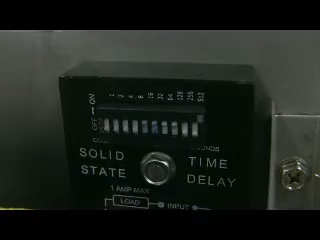 1 2 4 8 16 32 64 128 256 512
OFF ON
SOLID TIME
STATE DELAY
1 AMP MAX
LOAD INPUT